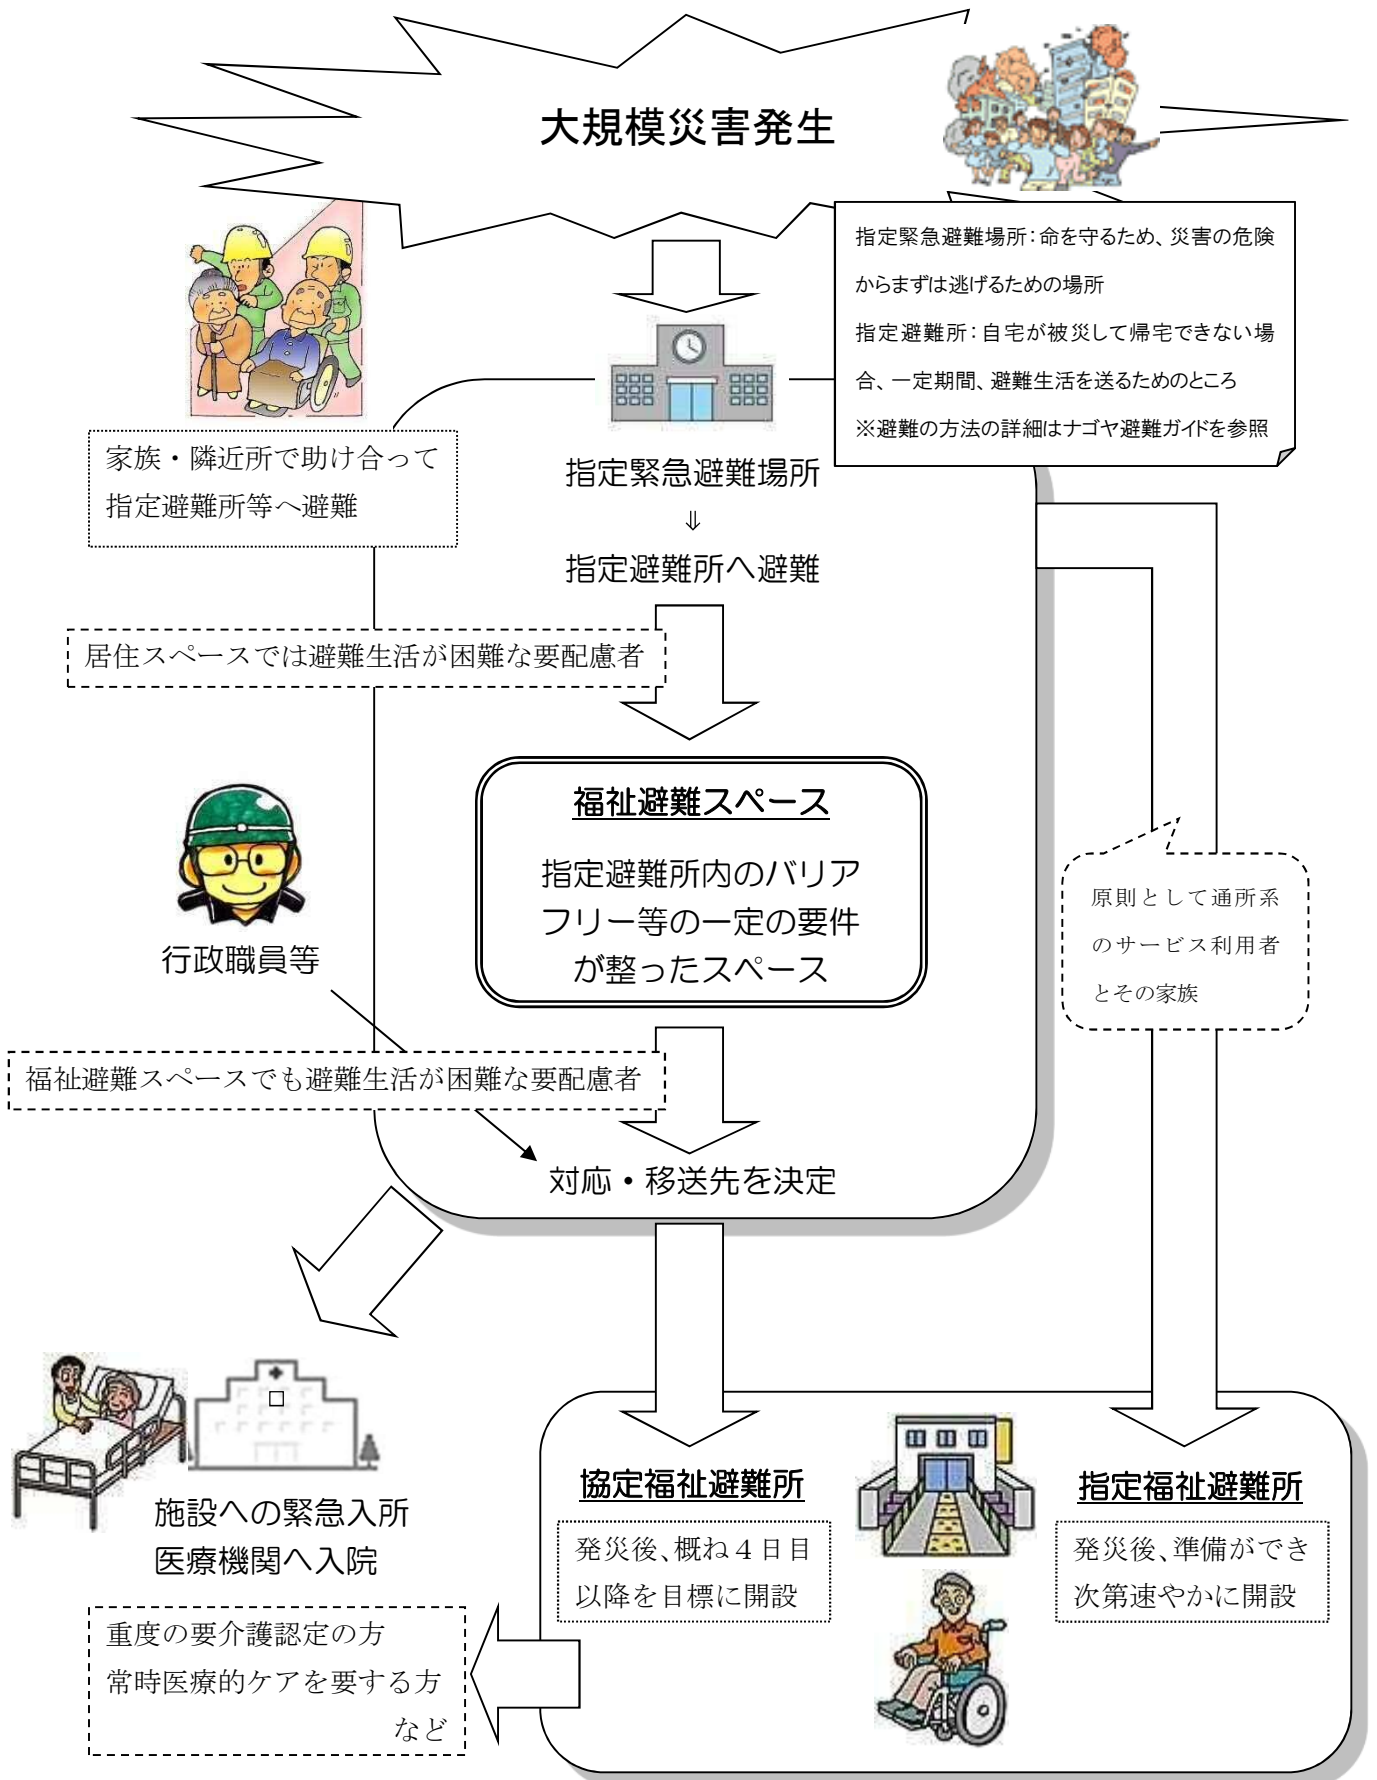 大規模災害発生
指定緊急避難場所：命を守るため、災害の危険
からまずは逃げるための場所
指定避難所：自宅が被災して帰宅できない場
合、一定期間、避難生活を送るためのところ
※避難の方法の詳細はナゴヤ避難ガイドを参照
家族・隣近所で助け合って
指定避難所等へ避難
指定緊急避難場所
⇓
指定避難所へ避難
居住スペースでは避難生活が困難な要配慮者
福祉避難スペース
指定避難所内のバリア
フリー等の一定の要件
が整ったスペース
行政職員等
原則として通所系
のサービス利用者
とその家族
福祉避難スペースでも避難生活が困難な要配慮者
対応・移送先を決定
施設への緊急入所
医療機関へ入院
重度の要介護認定の方
常時医療的ケアを要する方
など
協定福祉避難所
発災後、概ね４日目
以降を目標に開設
指定福祉避難所
発災後、準備ができ
次第速やかに開設